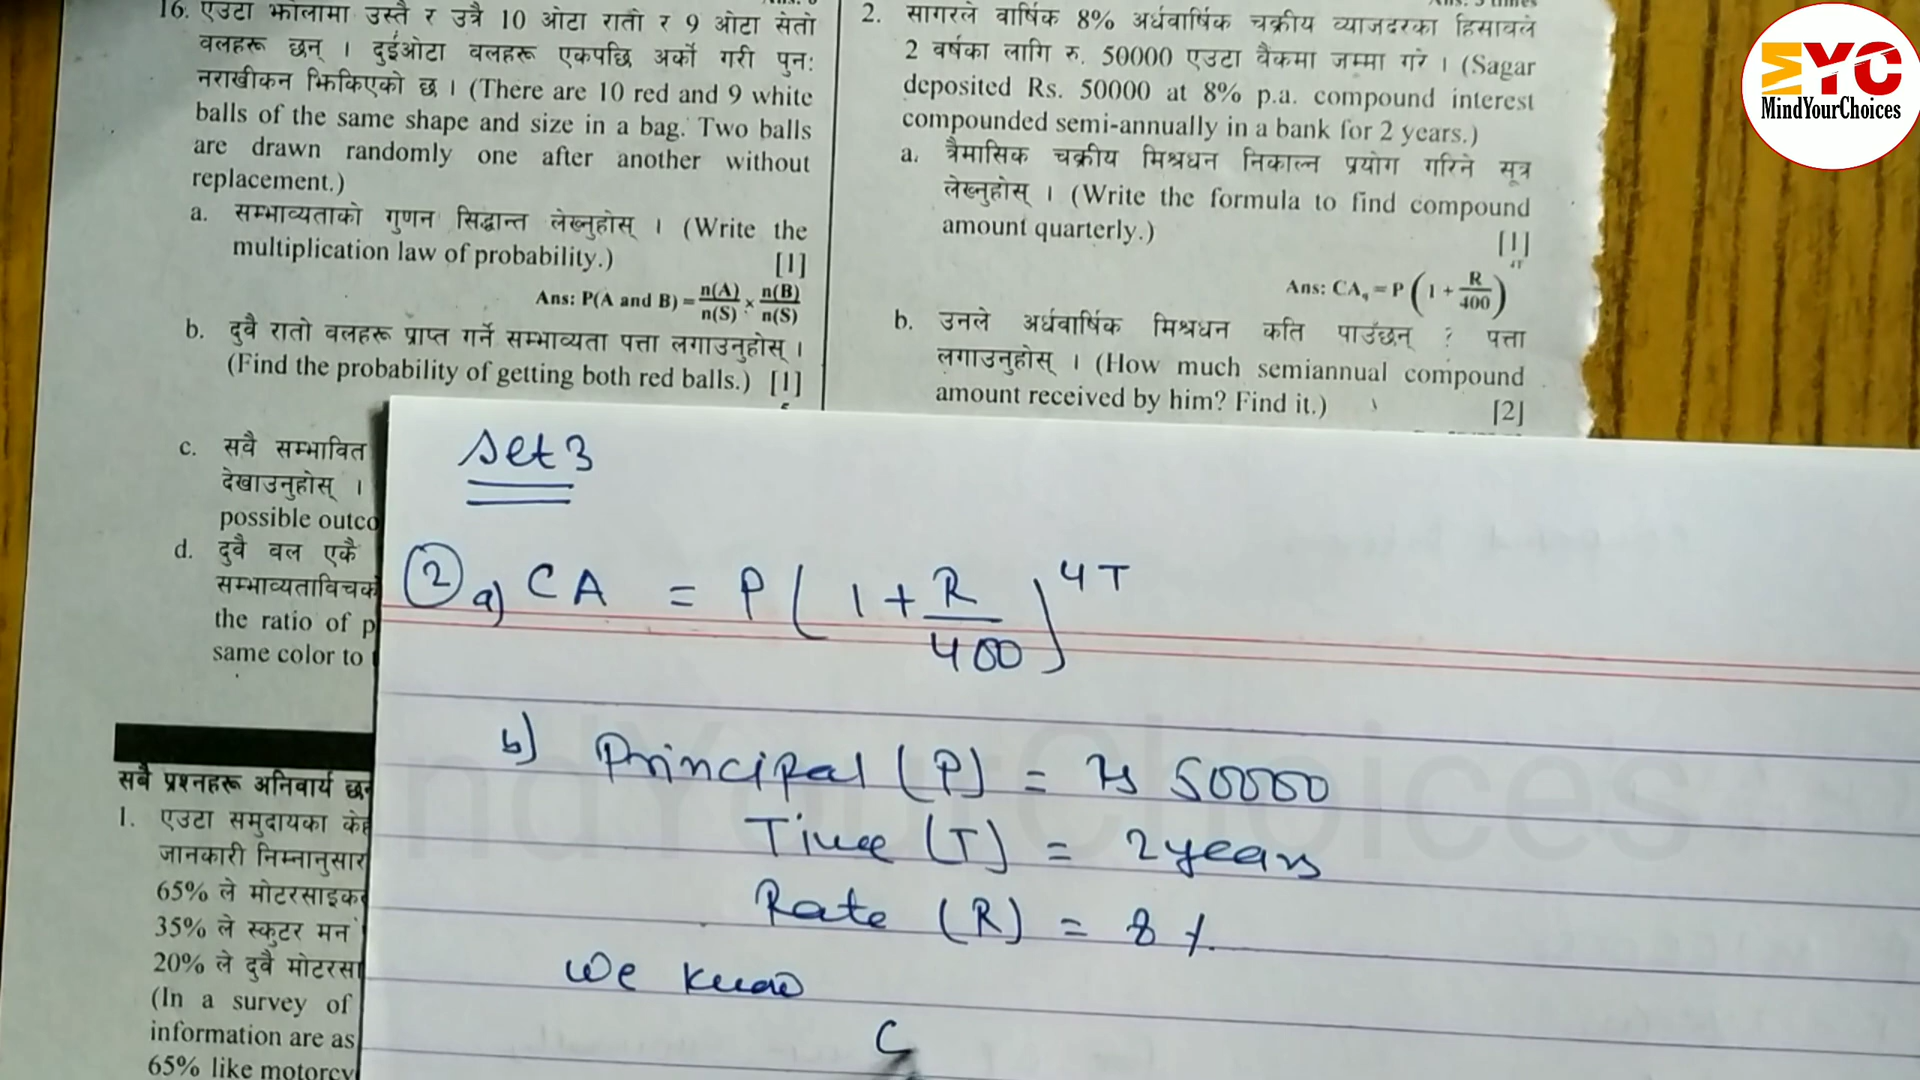 16. एउटा झोलामा उस्तै र उत्रै 10 ओटा रातो र 9 ओटा सेतो
वलहरू छन् । दुईओटा वलहरू एकपछि अर्को गरी पुन:
नराखीकन झिकिएको छ । (There are 10 red and 9 white
balls of the same shape and size in a bag. Two balls
are drawn randomly one after another without
replacement.)
a. सम्भाव्यताको गुणन सिद्धान्त लेख्नुहोस् । (Write the
multiplication law of probability.) [1]
Ans: P(A and B) = n(A)/n(S) × n(B)/n(S)
b. दुवै रातो वलहरू प्राप्त गर्ने सम्भाव्यता पत्ता लगाउनुहोस् ।
(Find the probability of getting both red balls.) [1]
c. सवै सम्भावित
देखाउनुहोस् ।
possible outco
d. दुवै वल एकै
सम्भाव्यताविचक
the ratio of p
same color to
सबै प्रश्नहरू अनिवार्य छन
1. एउटा समुदायका केह
जानकारी निम्नानुसार
65% ले मोटरसाइक
35% ले स्कुटर मन
20% ले दुवै मोटरसा
(In a survey of
information are as
65% like motorcy
2. सागरले वार्षिक 8% अर्धवार्षिक चक्रीय व्याजदरका हिसावले
2 वर्षका लागि रु. 50000 एउटा वैंकमा जम्मा गरे । (Sagar
deposited Rs. 50000 at 8% p.a. compound interest
compounded semi-annually in a bank for 2 years.)
a. त्रैमासिक चक्रीय मिश्रधन निकाल्न प्रयोग गरिने सूत्र
लेख्नुहोस् । (Write the formula to find compound
amount quarterly.) [1]
Ans: CAq = P (1 + R/400)^4T
b. उनले अर्धवार्षिक मिश्रधन कति पाउँछन् ? पत्ता
लगाउनुहोस् । (How much semiannual compound
amount received by him? Find it.) [2]
Set 3
2 a) CA = P (1 + R/400)^4T
b) Principal (P) = Rs 50000
Time (T) = 2 years
Rate (R) = 8 %
We know
C
MYC
MindYourChoices
MindYourChoices